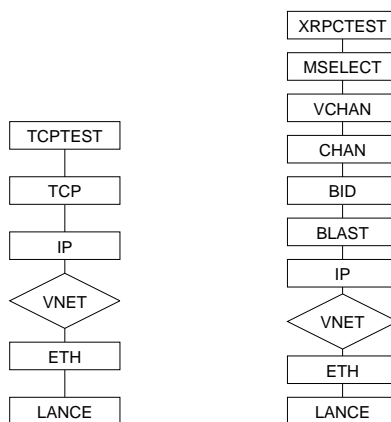 TCPTEST
TCP
IP
VNET
ETH
LANCE
XRPCTEST
MSELECT
VCHAN
CHAN
BID
BLAST
IP
VNET
ETH
LANCE